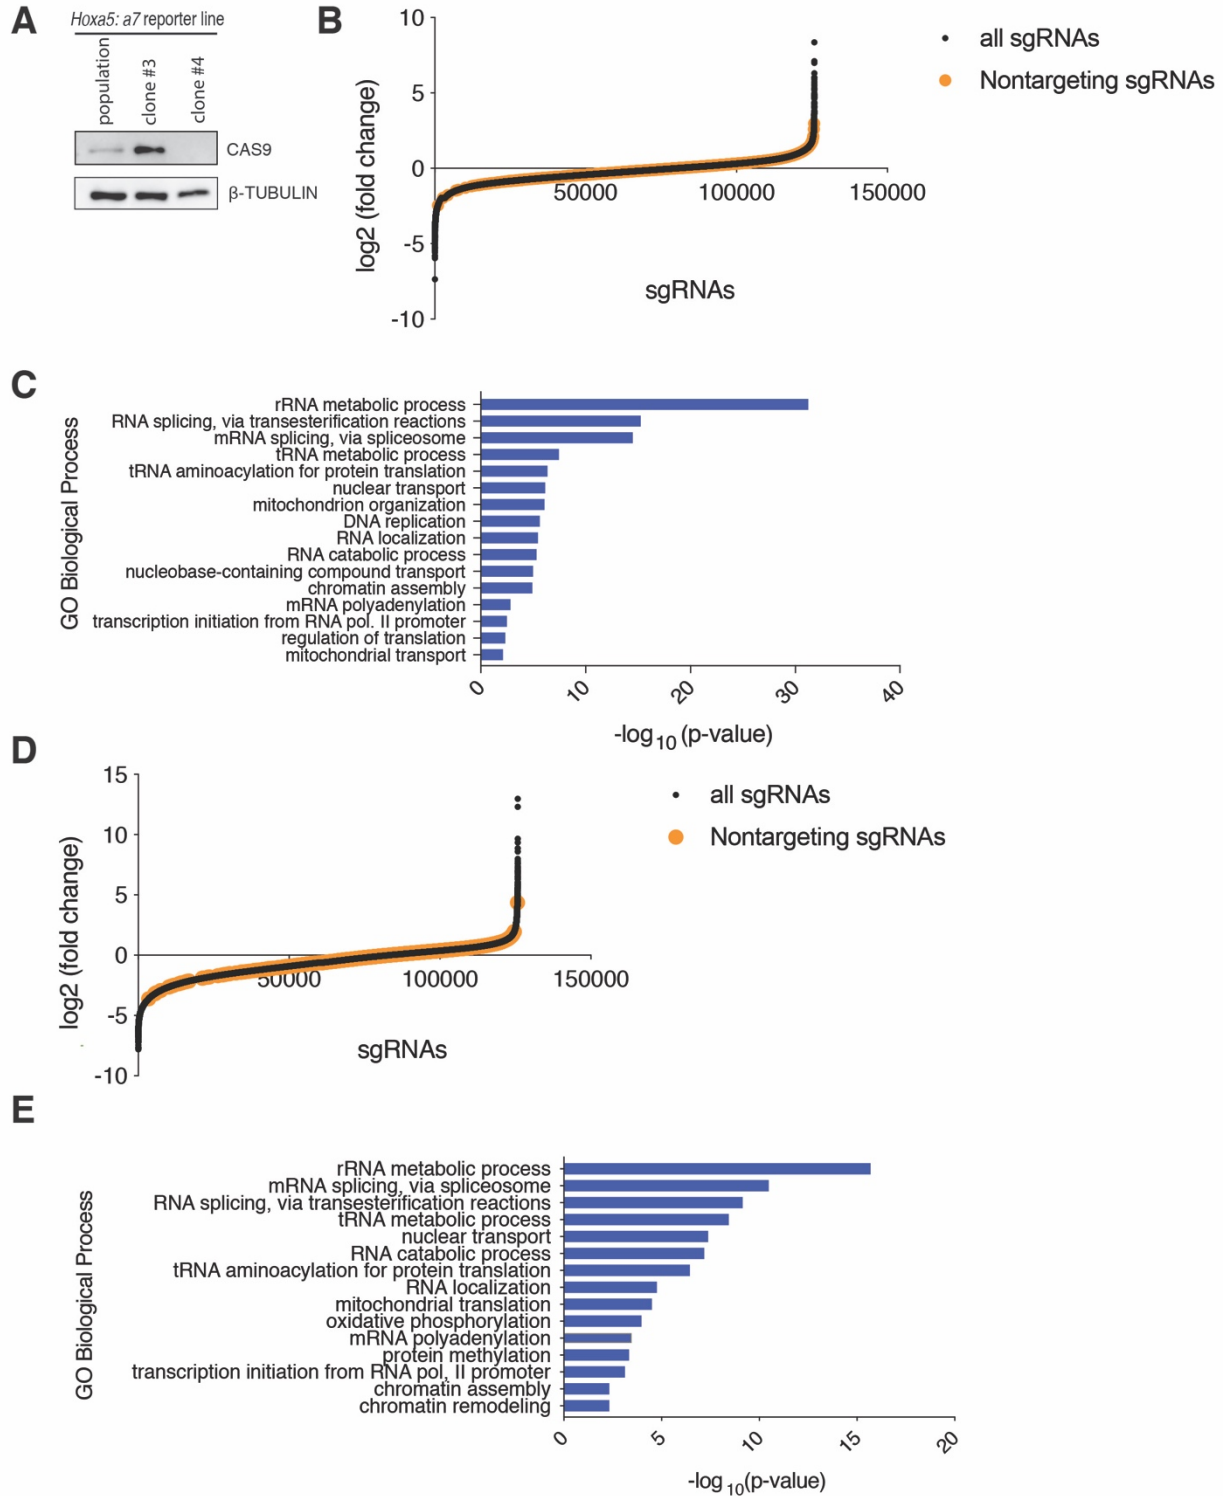 A
Hoxa5: a7 reporter line
population
clone #3
clone #4
CAS9
β-TUBULIN
B
log2 (fold change)
10
5
0
-5
-10
50000
100000
150000
sgRNAs
all sgRNAs
Nontargeting sgRNAs
C
GO Biological Process
rRNA metabolic process
RNA splicing, via transesterification reactions
mRNA splicing, via spliceosome
tRNA metabolic process
tRNA aminoacylation for protein translation
nuclear transport
mitochondrion organization
DNA replication
RNA localization
RNA catabolic process
nucleobase-containing compound transport
chromatin assembly
mRNA polyadenylation
transcription initiation from RNA pol. II promoter
regulation of translation
mitochondrial transport
0
10
20
30
40
-log10 (p-value)
D
log2 (fold change)
15
10
5
0
-5
-10
50000
100000
150000
sgRNAs
all sgRNAs
Nontargeting sgRNAs
E
GO Biological Process
rRNA metabolic process
mRNA splicing, via spliceosome
RNA splicing, via transesterification reactions
tRNA metabolic process
nuclear transport
RNA catabolic process
tRNA aminoacylation for protein translation
RNA localization
mitochondrial translation
oxidative phosphorylation
mRNA polyadenylation
protein methylation
transcription initiation from RNA pol, II promoter
chromatin assembly
chromatin remodeling
0
5
10
15
20
-log10(p-value)